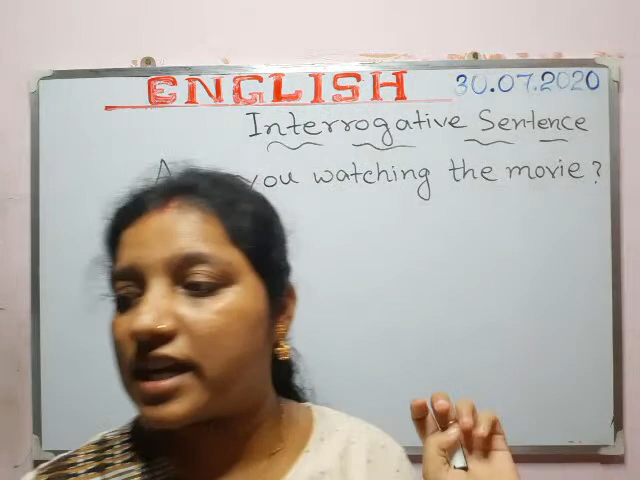 ENGLISH 30.07.2020
Interrogative Sentence
you watching the movie?